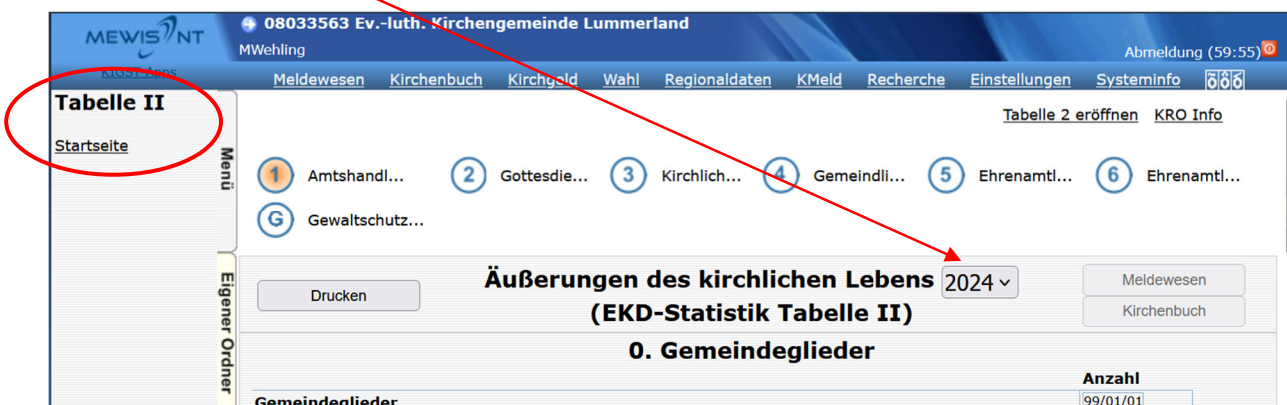 MEWIS NT
08033563 Ev.-luth. Kirchengemeinde Lummerland
MWehling
Abmeldung (59:55)
KIGST-Apps
Meldewesen Kirchenbuch Kirchgeld Wahl Regionaldaten KMeld Recherche Einstellungen Systeminfo õôó
Tabelle II
Startseite
Menü
Eigener Ordner
Tabelle 2 eröffnen KRO Info
1 Amtshandl... 2 Gottesdie... 3 Kirchlich... 4 Gemeindli... 5 Ehrenamtl... 6 Ehrenamtl...
G Gewaltschutz...
Drucken
Äußerungen des kirchlichen Lebens 2024
(EKD-Statistik Tabelle II)
Meldewesen
Kirchenbuch
0. Gemeindeglieder
Anzahl
Gemeindeglieder 99/01/01